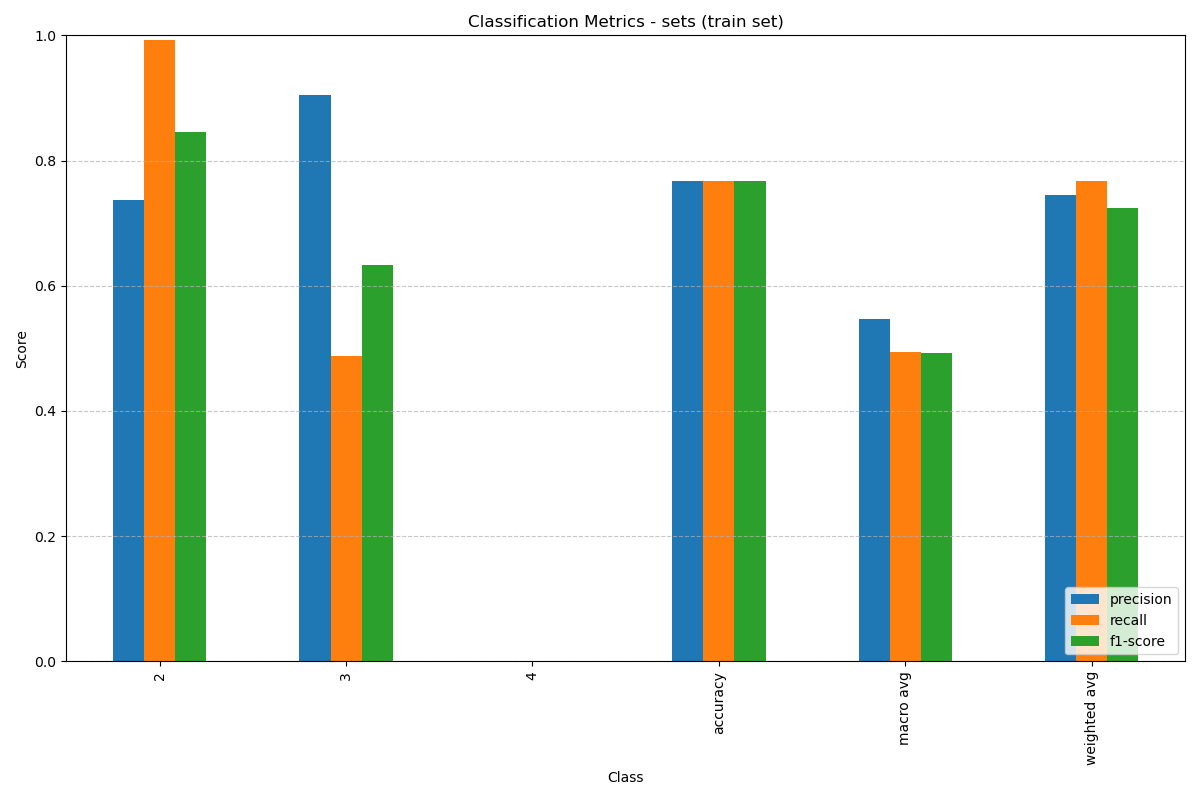 Classification Metrics - sets (train set)
1.0
0.8
0.6
0.4
0.2
0.0
Score
precision
recall
f1-score
2
3
4
accuracy
macro avg
weighted avg
Class